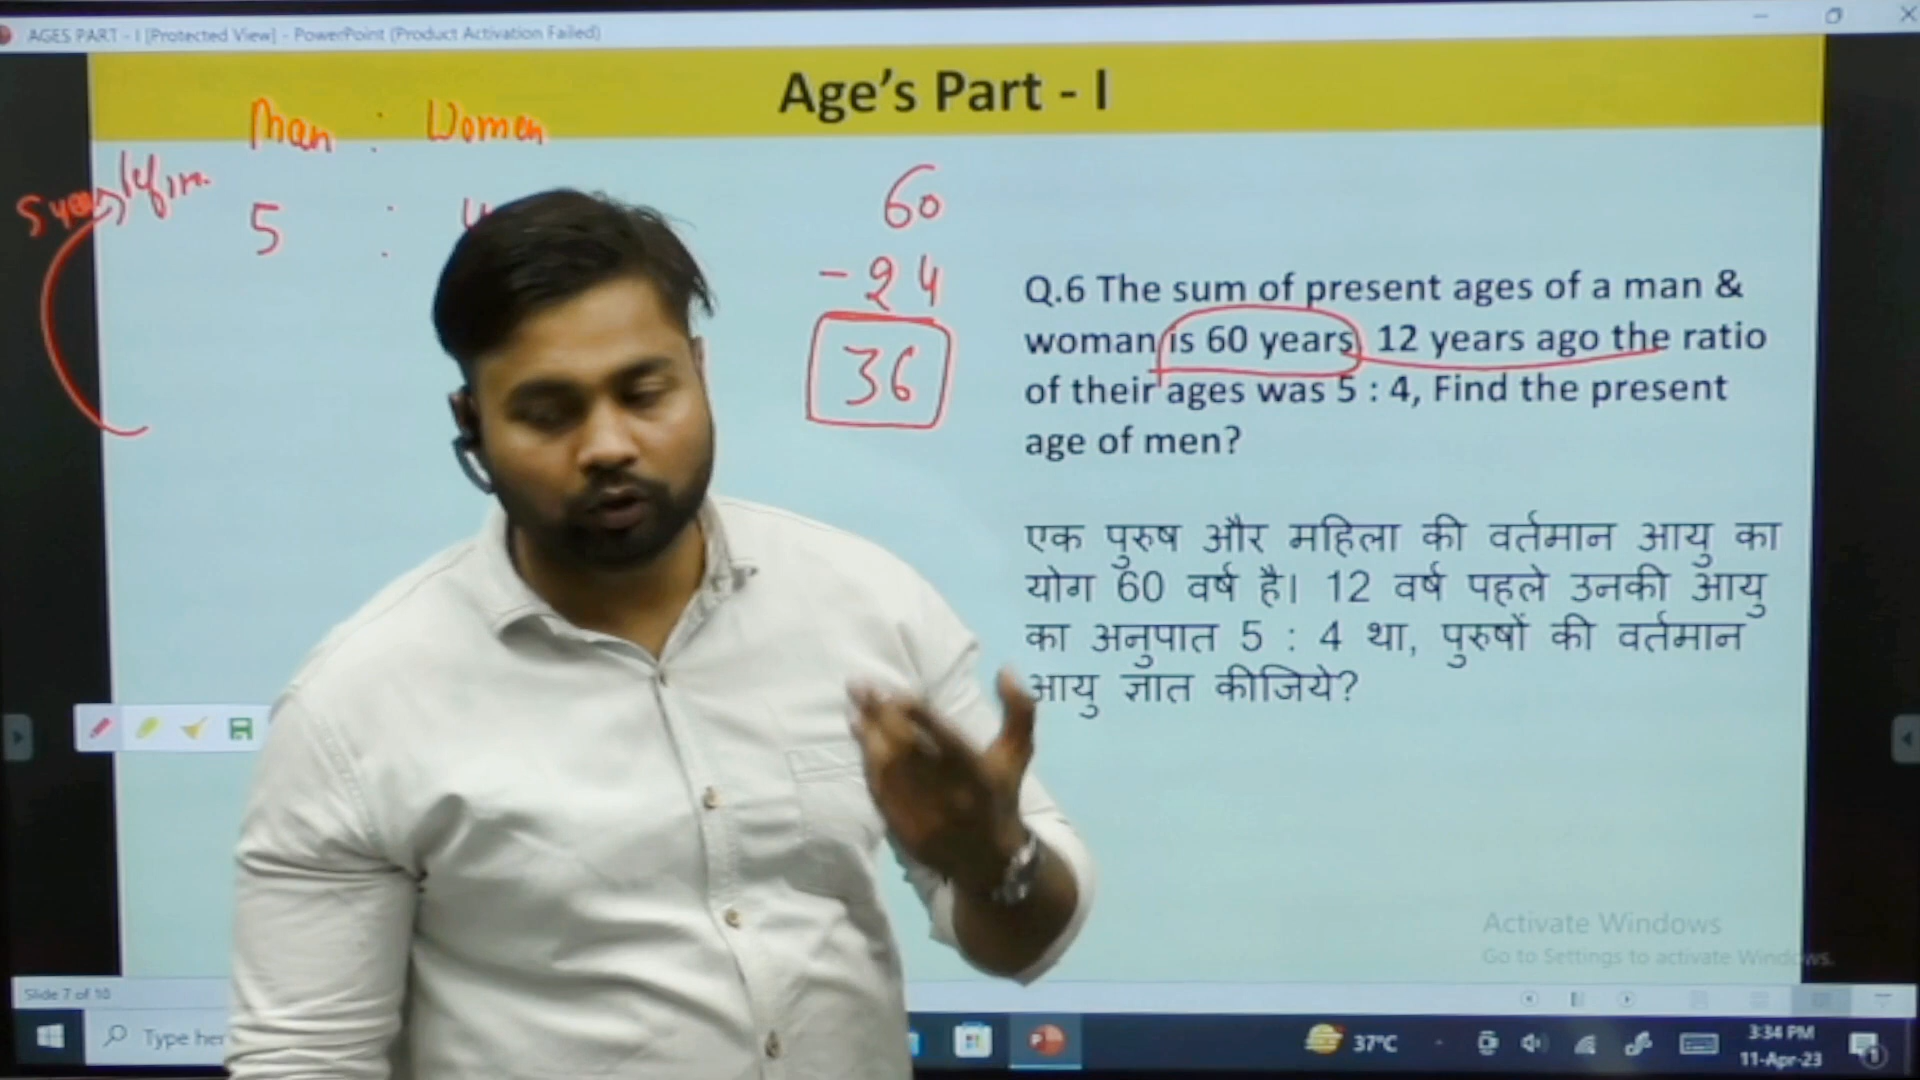 AGES PART - I [Protected View] - PowerPoint (Product Activation Failed)
Age's Part - I
Man : Women
5 years before
5 :
60
- 24
36
Q.6 The sum of present ages of a man &
woman is 60 years 12 years ago the ratio
of their ages was 5 : 4, Find the present
age of men?
एक पुरुष और महिला की वर्तमान आयु का
योग 60 वर्ष है। 12 वर्ष पहले उनकी आयु
का अनुपात 5 : 4 था, पुरुषों की वर्तमान
आयु ज्ञात कीजिये?
Activate Windows
Go to Settings to activate Windows.
Slide 7 of 10
Type her
37°C
3:34 PM
11-Apr-23
1